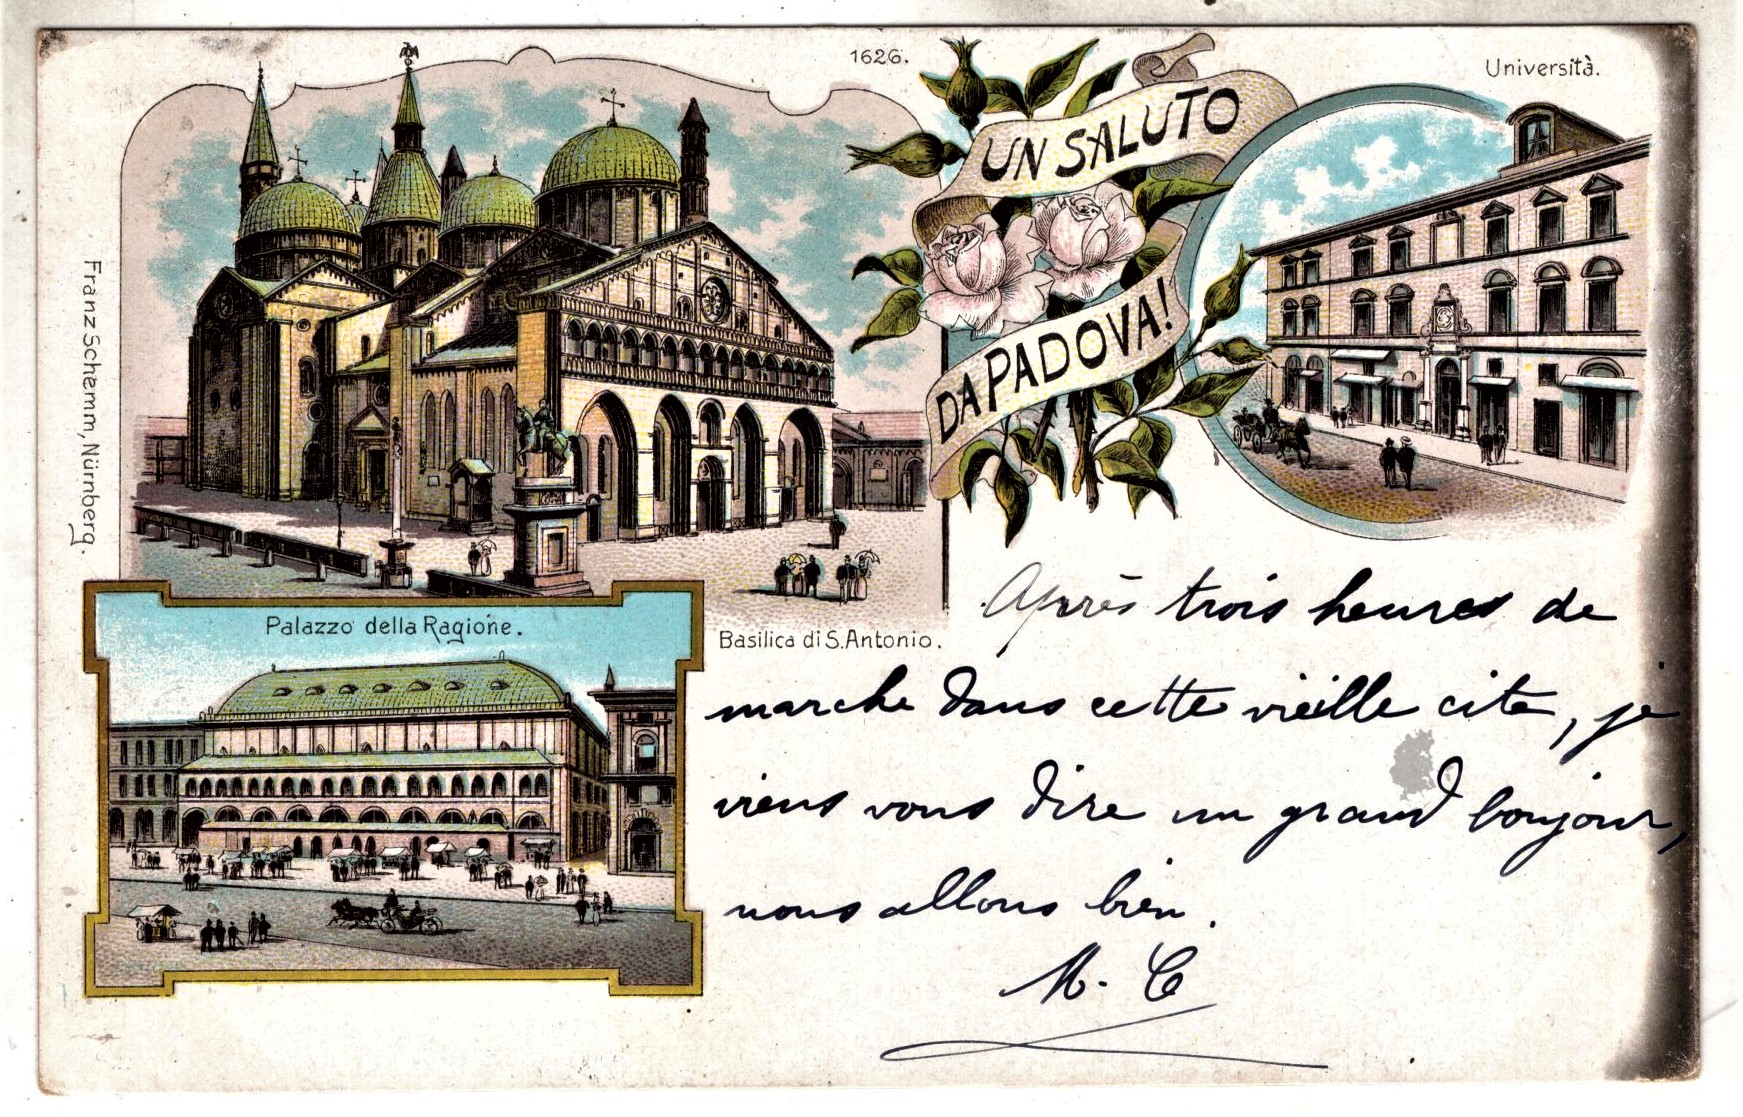 1626.
Università.
UN SALUTO
DA PADOVA!
Franz Schemm, Nürnberg.
Palazzo della Ragione.
Basilica di S. Antonio.
Après trois heures de
marche dans cette vieille cité, je
viens vous dire un grand bonjour,
nous allons bien.
M. C